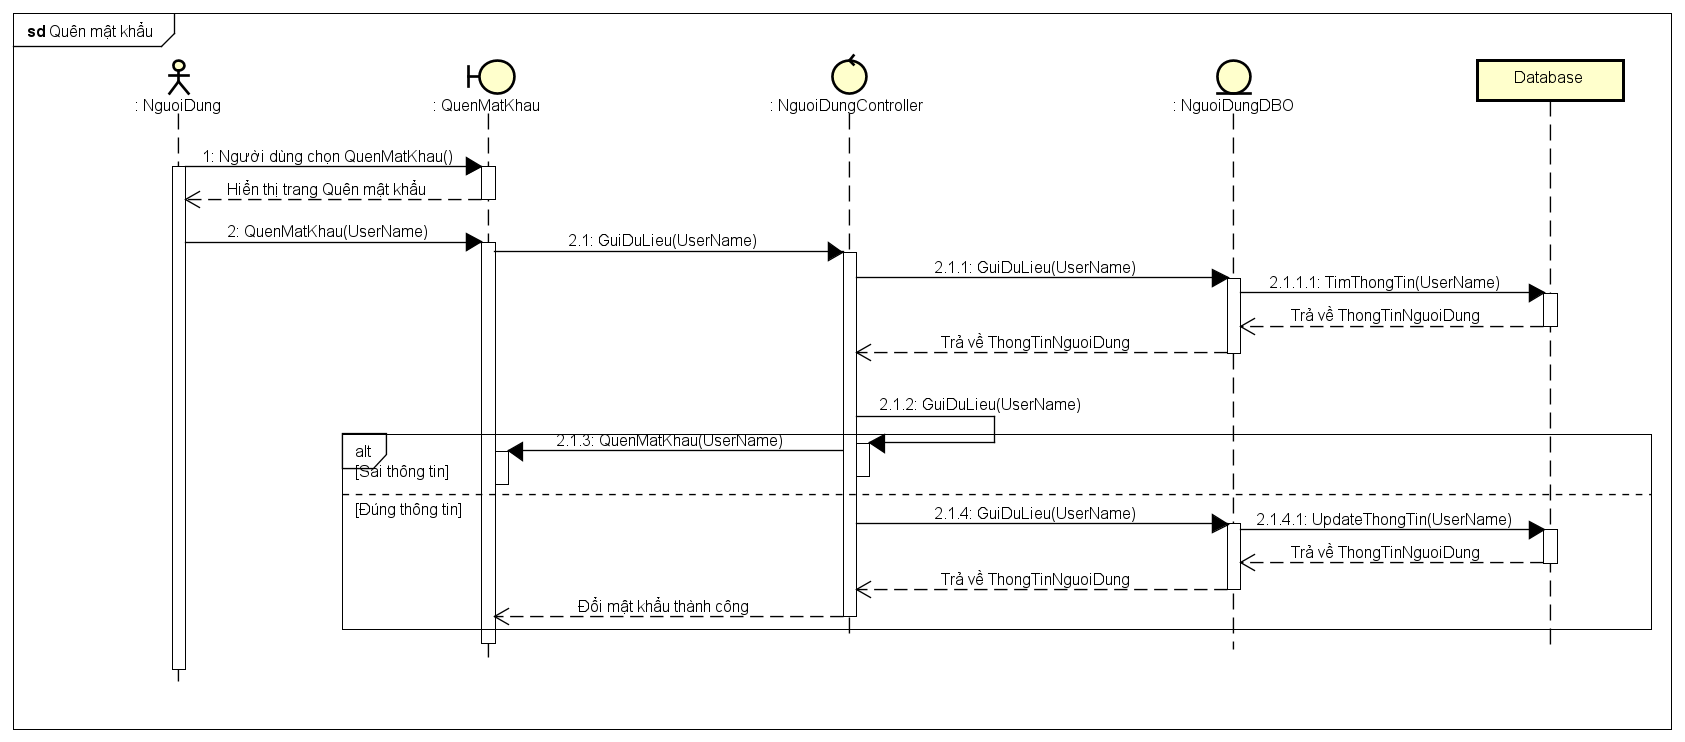 sd Quên mật khẩu
: NguoiDung
: QuenMatKhau
: NguoiDungController
: NguoiDungDBO
Database
1: Người dùng chọn QuenMatKhau()
Hiển thị trang Quên mật khẩu
2: QuenMatKhau(UserName)
2.1: GuiDuLieu(UserName)
2.1.1: GuiDuLieu(UserName)
2.1.1.1: TimThongTin(UserName)
Trả về ThongTinNguoiDung
Trả về ThongTinNguoiDung
2.1.2: GuiDuLieu(UserName)
alt
2.1.3: QuenMatKhau(UserName)
[Sai thông tin]
[Đúng thông tin]
2.1.4: GuiDuLieu(UserName)
2.1.4.1: UpdateThongTin(UserName)
Trả về ThongTinNguoiDung
Trả về ThongTinNguoiDung
Đổi mật khẩu thành công